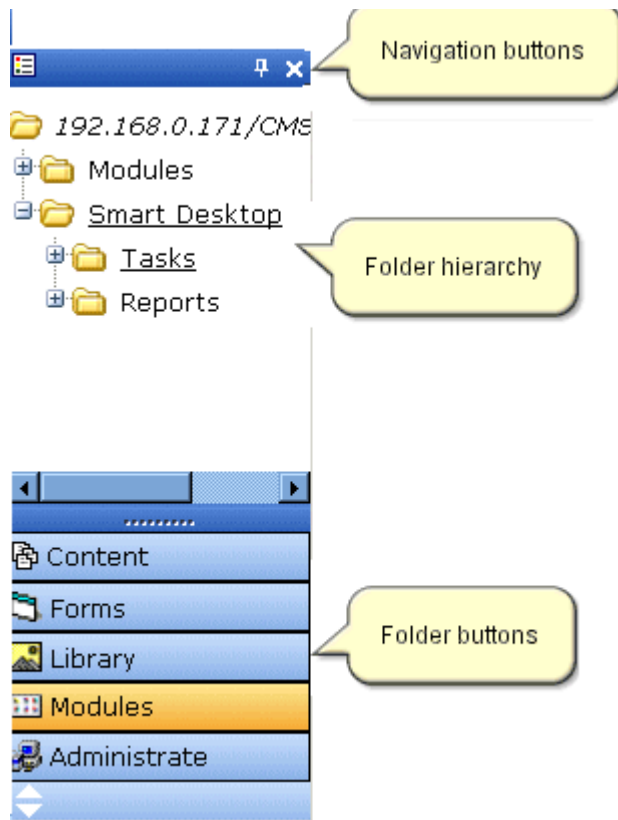 Navigation buttons
192.168.0.171/CMS
Modules
Smart Desktop
Tasks
Reports
Folder hierarchy
Content
Forms
Library
Modules
Administrate
Folder buttons